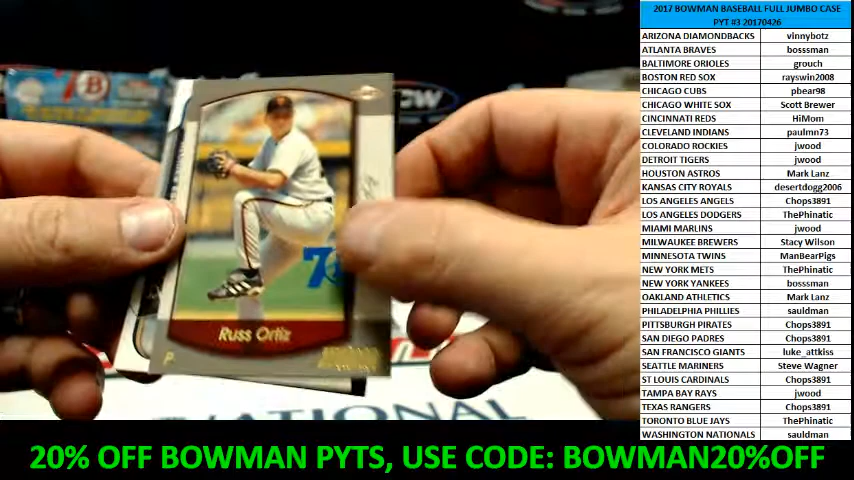 2017 BOWMAN BASEBALL FULL JUMBO CASE
PYT #3 20170426
ARIZONA DIAMONDBACKS vinnybotz
ATLANTA BRAVES bosssman
BALTIMORE ORIOLES grouch
BOSTON RED SOX rayswin2008
CHICAGO CUBS pbear98
CHICAGO WHITE SOX Scott Brewer
CINCINNATI REDS HiMom
CLEVELAND INDIANS paulmn73
COLORADO ROCKIES jwood
DETROIT TIGERS jwood
HOUSTON ASTROS Mark Lanz
KANSAS CITY ROYALS desertdogg2006
LOS ANGELES ANGELS Chops3891
LOS ANGELES DODGERS ThePhinatic
MIAMI MARLINS jwood
MILWAUKEE BREWERS Stacy Wilson
MINNESOTA TWINS ManBearPigs
NEW YORK METS ThePhinatic
NEW YORK YANKEES bosssman
OAKLAND ATHLETICS Mark Lanz
PHILADELPHIA PHILLIES sauldman
PITTSBURGH PIRATES Chops3891
SAN DIEGO PADRES Chops3891
SAN FRANCISCO GIANTS luke_attkiss
SEATTLE MARINERS Steve Wagner
ST LOUIS CARDINALS Chops3891
TAMPA BAY RAYS jwood
TEXAS RANGERS Chops3891
TORONTO BLUE JAYS ThePhinatic
WASHINGTON NATIONALS sauldman
Russ Ortiz
P
20% OFF BOWMAN PYTS, USE CODE: BOWMAN20%OFF